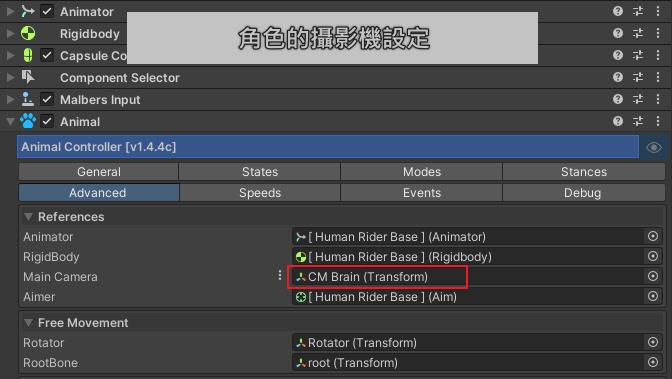 Animator
Rigidbody
角色的攝影機設定
Capsule Co
Component Selector
Malbers Input
Animal
Animal Controller [v1.4.4c]
General States Modes Stances
Advanced Speeds Events Debug
References
Animator [ Human Rider Base ] (Animator)
RigidBody [ Human Rider Base ] (Rigidbody)
Main Camera CM Brain (Transform)
Aimer [ Human Rider Base ] (Aim)
Free Movement
Rotator Rotator (Transform)
RootBone root (Transform)